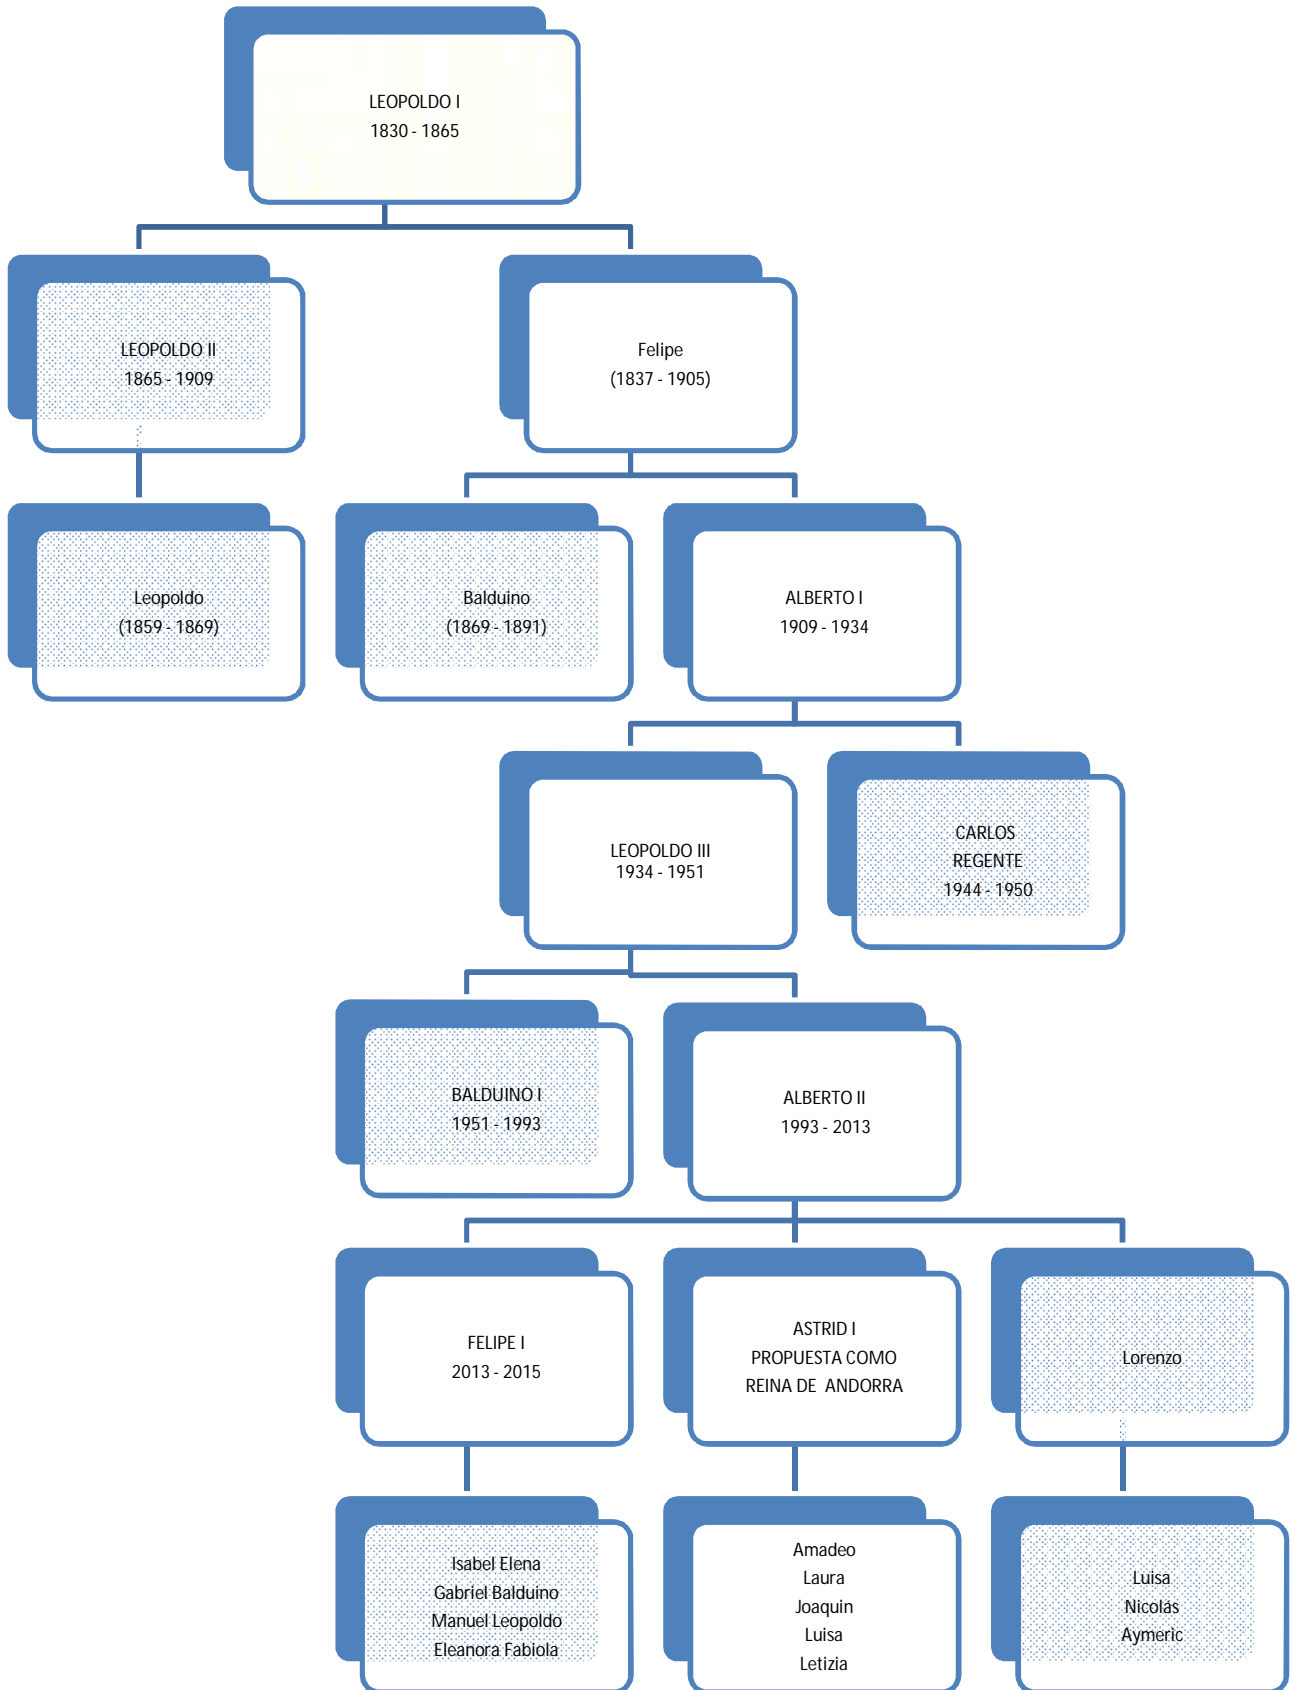 LEOPOLDO I
1830 - 1865
LEOPOLDO II
1865 - 1909
Felipe
(1837 - 1905)
Leopoldo
(1859 - 1869)
Balduino
(1869 - 1891)
ALBERTO I
1909 - 1934
LEOPOLDO III
1934 - 1951
CARLOS
REGENTE
1944 - 1950
BALDUINO I
1951 - 1993
ALBERTO II
1993 - 2013
FELIPE I
2013 - 2015
ASTRID I
PROPUESTA COMO
REINA DE ANDORRA
Lorenzo
Isabel Elena
Gabriel Balduino
Manuel Leopoldo
Eleanora Fabiola
Amadeo
Laura
Joaquin
Luisa
Letizia
Luisa
Nicolás
Aymeric